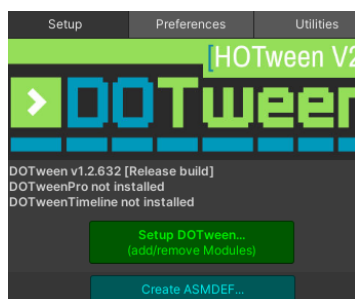 Setup Preferences Utilities
[HOTween V2
DOTween
DOTween v1.2.632 [Release build]
DOTweenPro not installed
DOTweenTimeline not installed
Setup DOTween...
(add/remove Modules)
Create ASMDEF...